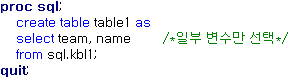 proc sql;
create table table1 as
select team, name /*일부 변수만 선택*/
from sql.kbl1;
quit;